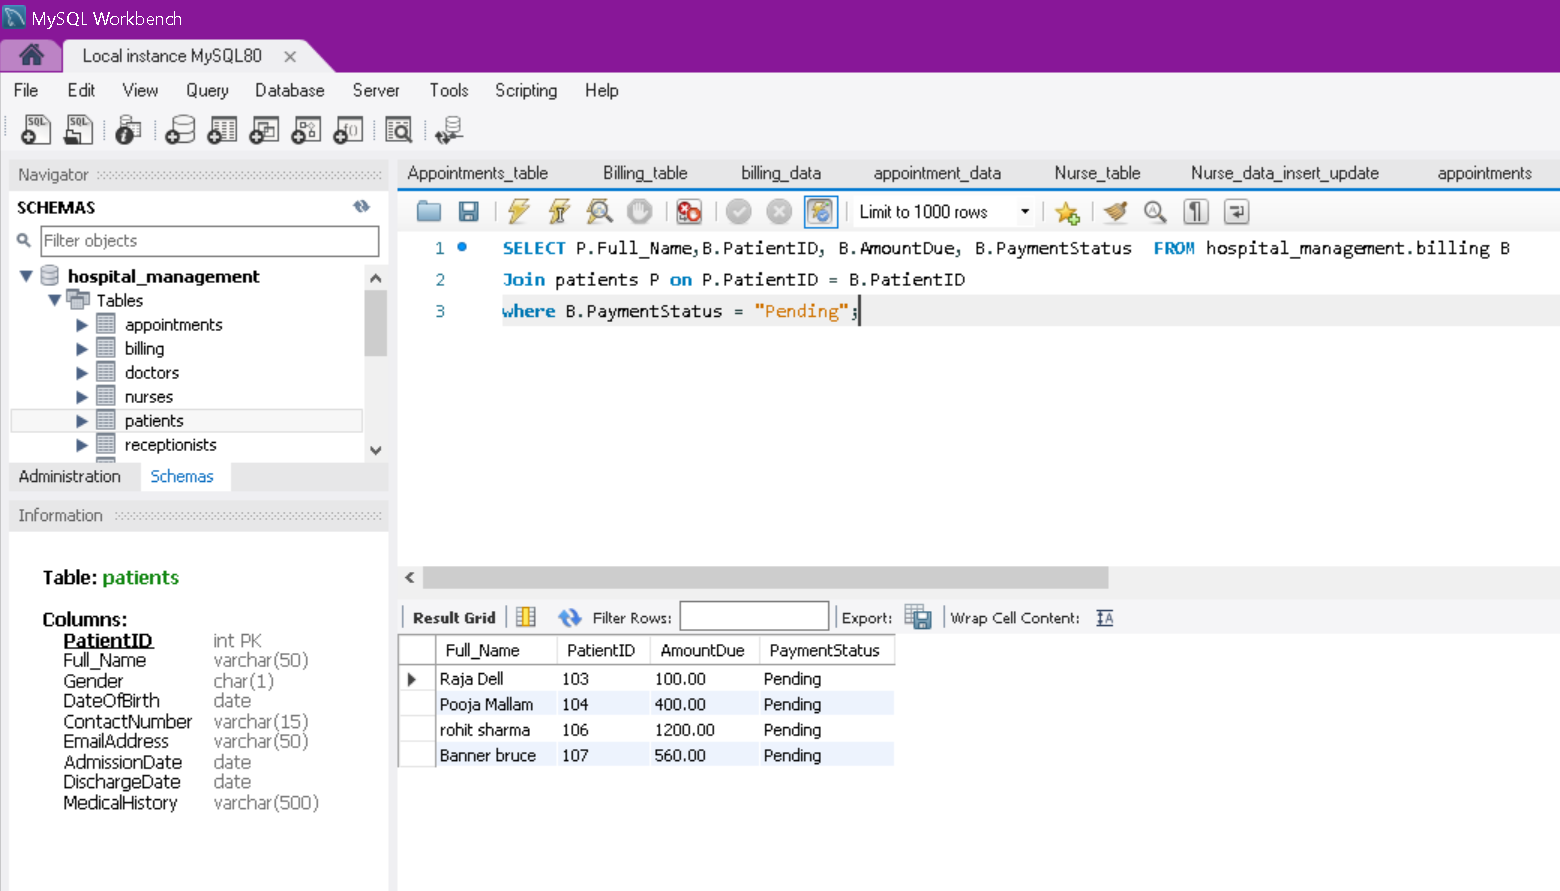 MySQL Workbench
Local instance MySQL80
File Edit View Query Database Server Tools Scripting Help
SQL SQL
Navigator
SCHEMAS
Filter objects
hospital_management
Tables
appointments
billing
doctors
nurses
patients
receptionists
Administration Schemas
Information
Table: patients
Columns:
PatientID int PK
Full_Name varchar(50)
Gender char(1)
DateOfBirth date
ContactNumber varchar(15)
EmailAddress varchar(50)
AdmissionDate date
DischargeDate date
MedicalHistory varchar(500)
Appointments_table Billing_table billing_data appointment_data Nurse_table Nurse_data_insert_update appointments
Limit to 1000 rows
1 SELECT P.Full_Name,B.PatientID, B.AmountDue, B.PaymentStatus  FROM hospital_management.billing B
2 Join patients P on P.PatientID = B.PatientID
3 where B.PaymentStatus = "Pending";
Result Grid Filter Rows: Export: Wrap Cell Content:
Full_Name PatientID AmountDue PaymentStatus
Raja Dell 103 100.00 Pending
Pooja Mallam 104 400.00 Pending
rohit sharma 106 1200.00 Pending
Banner bruce 107 560.00 Pending